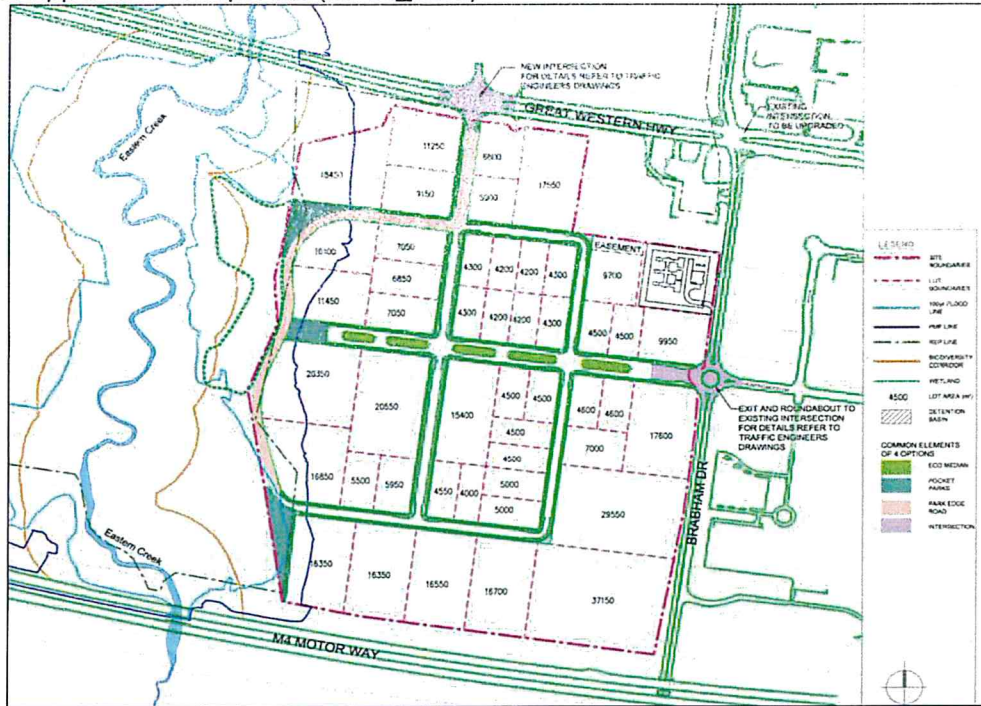 NEW INTERSECTION
FOR DETAILS REFER TO TRAFFIC
ENGINEERS DRAWINGS
GREAT WESTERN HWY
EXISTING
INTERSECTION
TO BE UPGRADED
Eastern Creek
11250
18450
9150
6800
5900
17550
16100
7050
6850
11450
7050
4300
4200
4200
4300
4300
4200
4200
4300
EASEMENT
9700
4500
4500
9950
20350
20550
15400
4500
4500
4500
4500
5000
5000
4600
4600
7000
17600
EXIT AND ROUNDABOUT TO
EXISTING INTERSECTION
FOR DETAILS REFER TO
TRAFFIC ENGINEERS
DRAWINGS
16850
5500
5950
4550
4000
29550
BRABHAM DR
Eastern Creek
16350
16350
16550
16700
37150
M4 MOTOR WAY
LEGEND
SITE
BOUNDARIES
LOT
BOUNDARIES
100yr FLOOD
LINE
PMF LINE
REP LINE
BIODIVERSITY
CORRIDOR
WETLAND
4500
LOT AREA (m²)
DETENTION
BASIN
COMMON ELEMENTS
OF 4 OPTIONS
ECO MEDIAN
POCKET
PARKS
PARK EDGE
ROAD
INTERSECTION